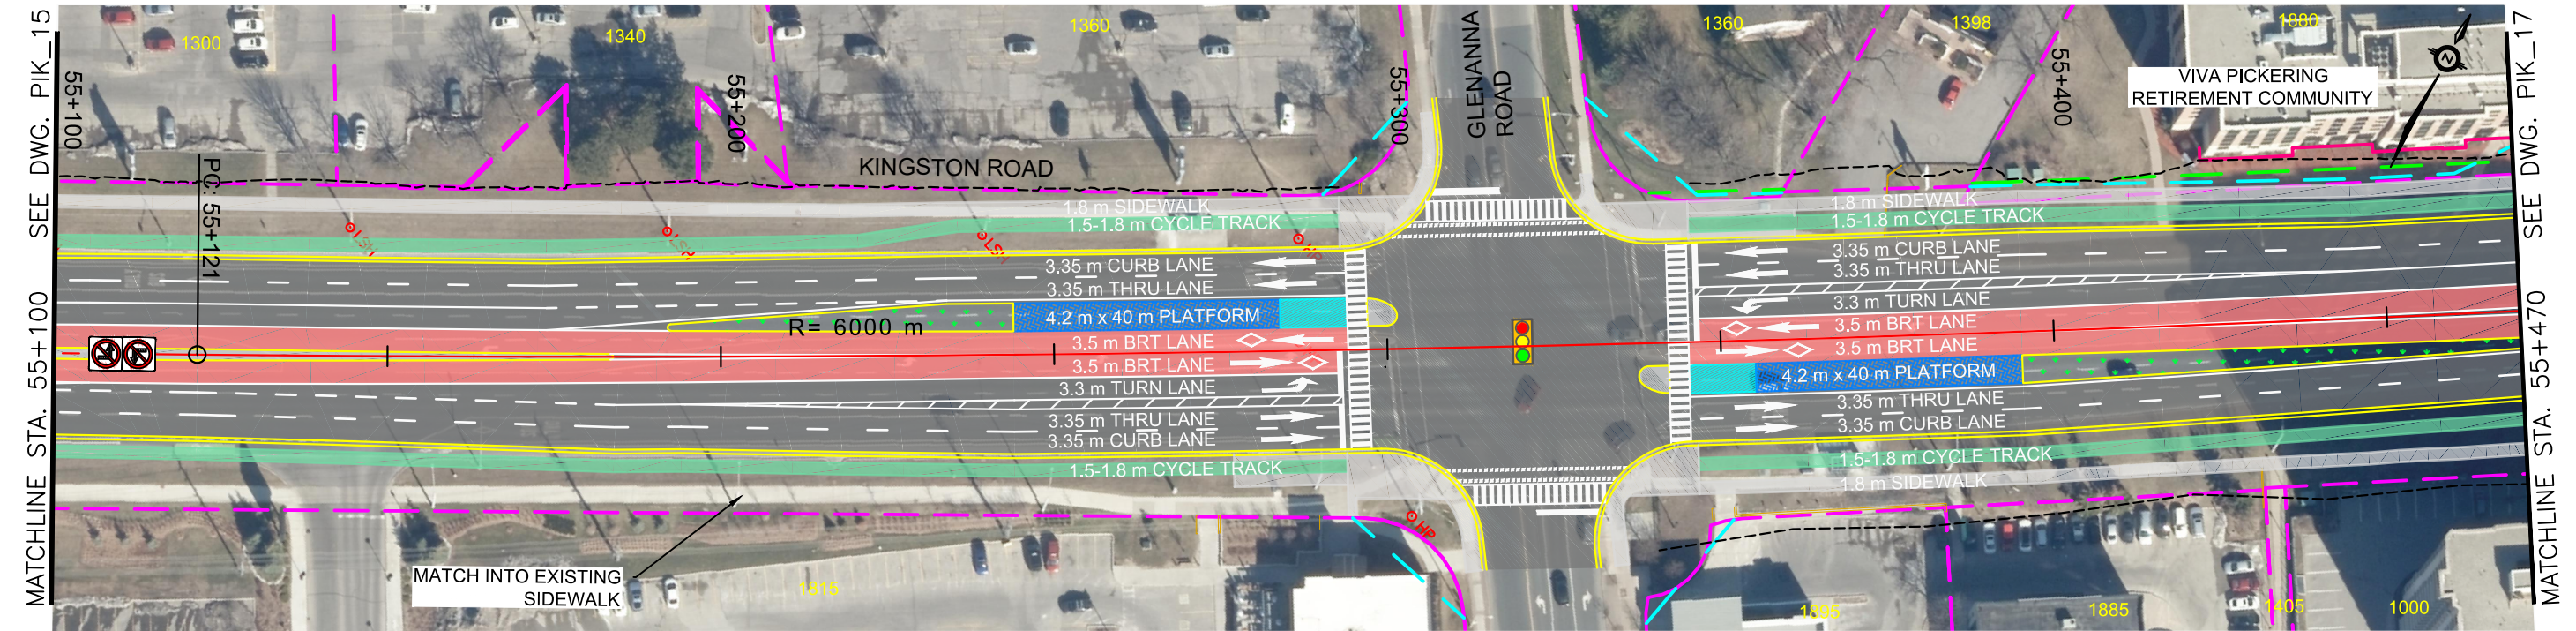 MATCHLINE STA. 55+100 SEE DWG. PIK_15
1300
1340
1360
1360
1398
1880
55+100
55+200
55+300
55+400
GLENANNA
ROAD
VIVA PICKERING
RETIREMENT COMMUNITY
N
PC: 55+121
KINGSTON ROAD
1.8 m SIDEWALK
1.5-1.8 m CYCLE TRACK
LSH
LSH
LSH
HP
3.35 m CURB LANE
3.35 m THRU LANE
4.2 m x 40 m PLATFORM
R= 6000 m
3.5 m BRT LANE
3.5 m BRT LANE
3.3 m TURN LANE
3.35 m THRU LANE
3.35 m CURB LANE
1.5-1.8 m CYCLE TRACK
1.8 m SIDEWALK
1.5-1.8 m CYCLE TRACK
3.35 m CURB LANE
3.35 m THRU LANE
3.3 m TURN LANE
3.5 m BRT LANE
3.5 m BRT LANE
4.2 m x 40 m PLATFORM
3.35 m THRU LANE
3.35 m CURB LANE
1.5-1.8 m CYCLE TRACK
1.8 m SIDEWALK
HP
MATCH INTO EXISTING
SIDEWALK
1815
1895
1885
1405
1000
MATCHLINE STA. 55+470 SEE DWG. PIK_17